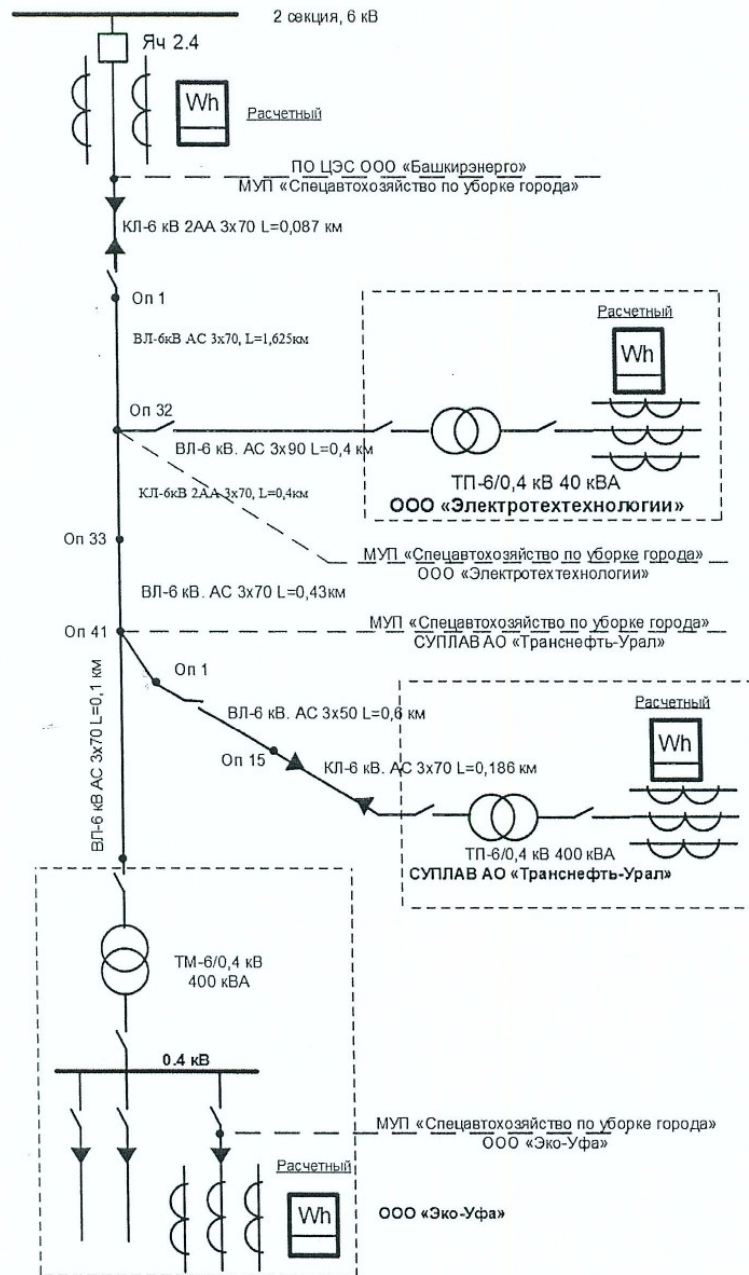 2 секция, 6 кВ
Яч 2.4
Wh
Расчетный
ПО ЦЭС ООО «Башкирэнерго»
МУП «Спецавтохозяйство по уборке города»
КЛ-6 кВ 2АА 3х70 L=0,087 км
Оп 1
ВЛ-6кВ АС 3х70, L=1,625км
Расчетный
Wh
Оп 32
ВЛ-6 кВ. АС 3х90 L=0,4 км
КЛ-6кВ 2АА 3х70, L=0,4км
ТП-6/0,4 кВ 40 кВА
ООО «Электротехтехнологии»
Оп 33
МУП «Спецавтохозяйство по уборке города»
ООО «Электротехтехнологии»
ВЛ-6 кВ. АС 3х70 L=0,43км
Оп 41
МУП «Спецавтохозяйство по уборке города»
СУПЛАВ АО «Транснефть-Урал»
Оп 1
ВЛ-6 кВ АС 3х70 L=0,1 км
ВЛ-6 кВ. АС 3х50 L=0,6 км
Расчетный
Wh
Оп 15
КЛ-6 кВ. АС 3х70 L=0,186 км
ТП-6/0,4 кВ 400 кВА
СУПЛАВ АО «Транснефть-Урал»
ТМ-6/0,4 кВ
400 кВА
0.4 кВ
МУП «Спецавтохозяйство по уборке города»
ООО «Эко-Уфа»
Расчетный
Wh
ООО «Эко-Уфа»